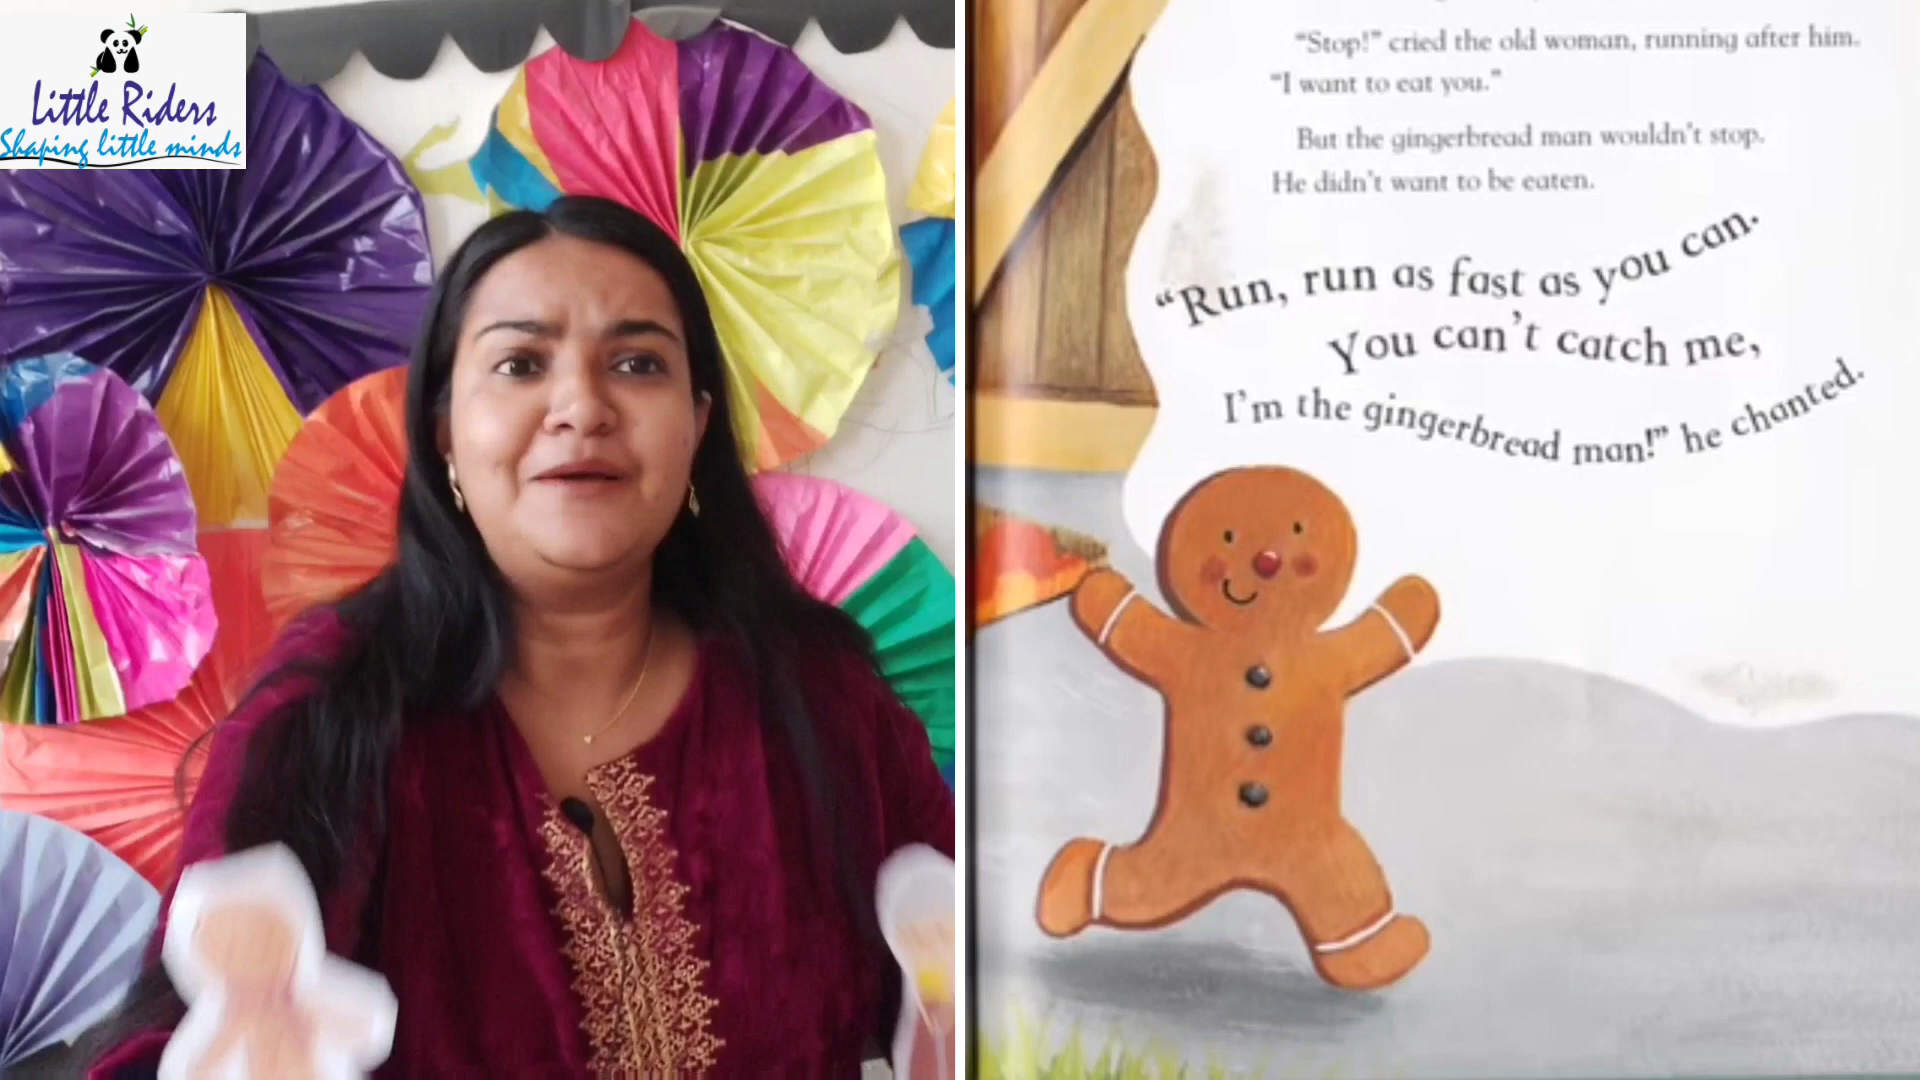 Little Riders
Shaping little minds
"Stop!" cried the old woman, running after him.
"I want to eat you."
But the gingerbread man wouldn't stop.
He didn't want to be eaten.
"Run, run as fast as you can.
You can't catch me,
I'm the gingerbread man!" he chanted.